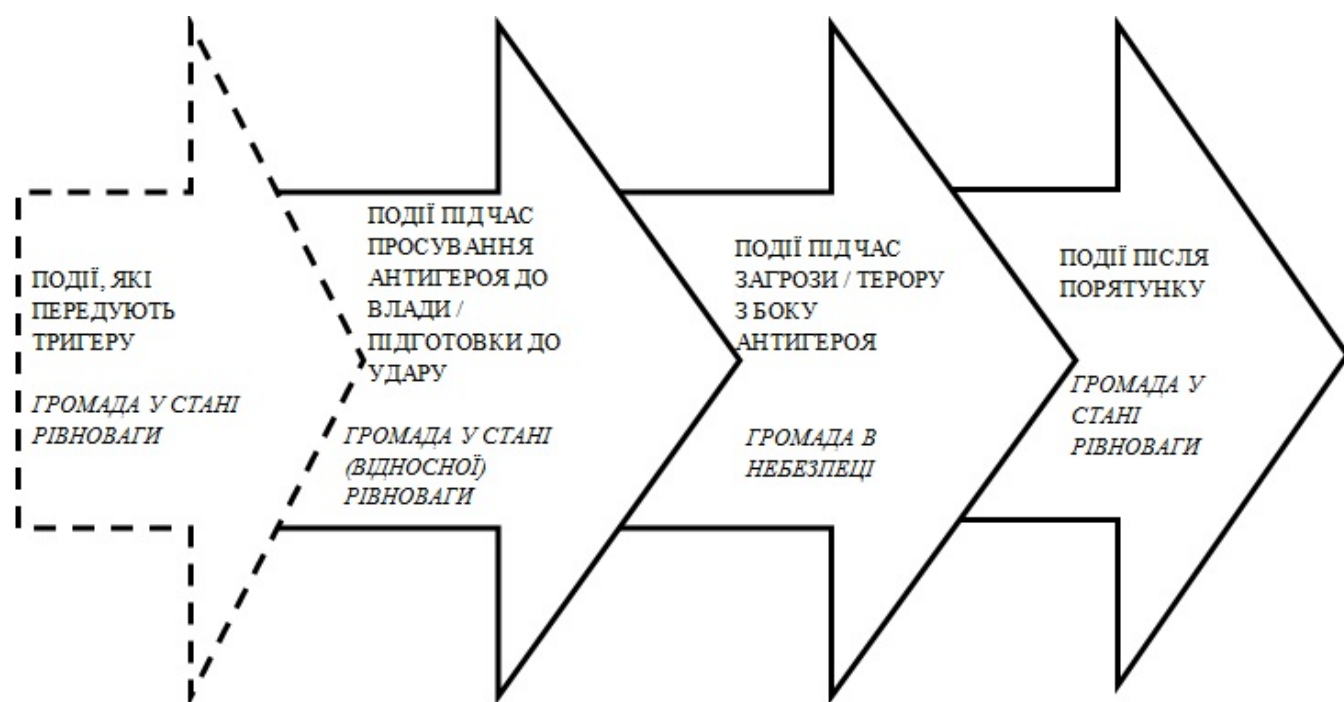 ПОДІЇ, ЯКІ
ПЕРЕДУЮТЬ
ТРИГЕРУ
ГРОМАДА У СТАНІ
РІВНОВАГИ
ПОДІЇ ПІД ЧАС
ПРОСУВАННЯ
АНТИГЕРОЯ ДО
ВЛАДИ /
ПІДГОТОВКИ ДО
УДАРУ
ГРОМАДА У СТАНІ
(ВІДНОСНОЇ)
РІВНОВАГИ
ПОДІЇ ПІД ЧАС
ЗАГРОЗИ / ТЕРОРУ
З БОКУ
АНТИГЕРОЯ
ГРОМАДА В
НЕБЕЗПЕЦІ
ПОДІЇ ПІСЛЯ
ПОРЯТУНКУ
ГРОМАДА У
СТАНІ
РІВНОВАГИ